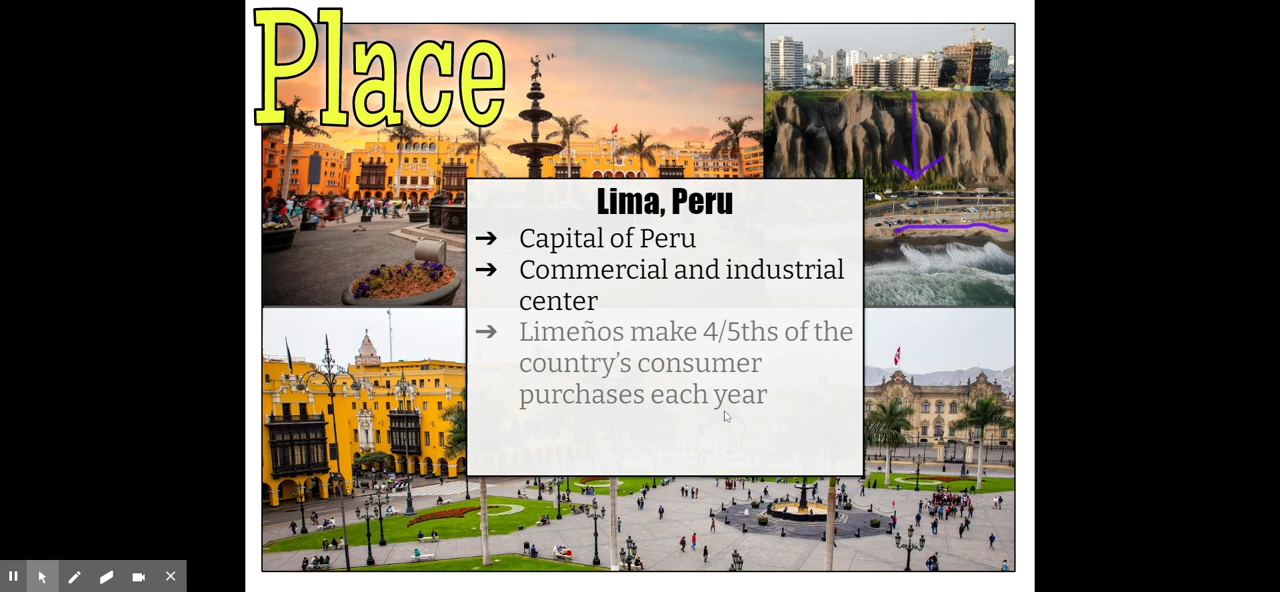 Place
Lima, Peru
➔ Capital of Peru
➔ Commercial and industrial
center
➔ Limeños make 4/5ths of the
country’s consumer
purchases each year